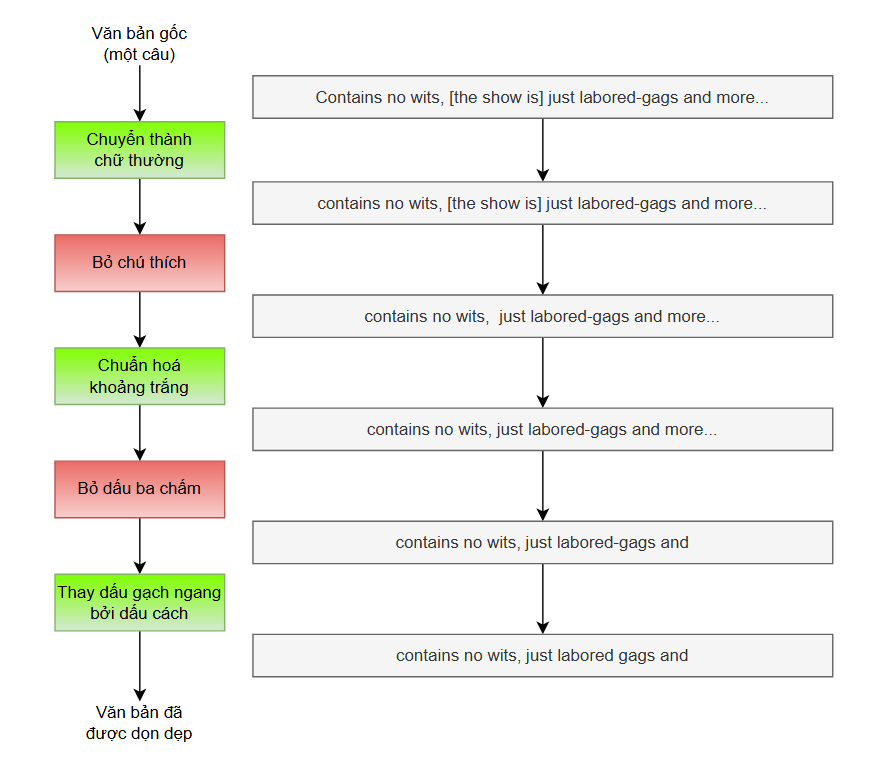 Văn bản gốc
(một câu)
Contains no wits, [the show is] just labored-gags and more...
Chuyển thành
chữ thường
contains no wits, [the show is] just labored-gags and more...
Bỏ chú thích
contains no wits,  just labored-gags and more...
Chuẩn hoá
khoảng trắng
contains no wits, just labored-gags and more...
Bỏ dấu ba chấm
contains no wits, just labored-gags and
Thay dấu gạch ngang
bởi dấu cách
contains no wits, just labored gags and
Văn bản đã
được dọn dẹp